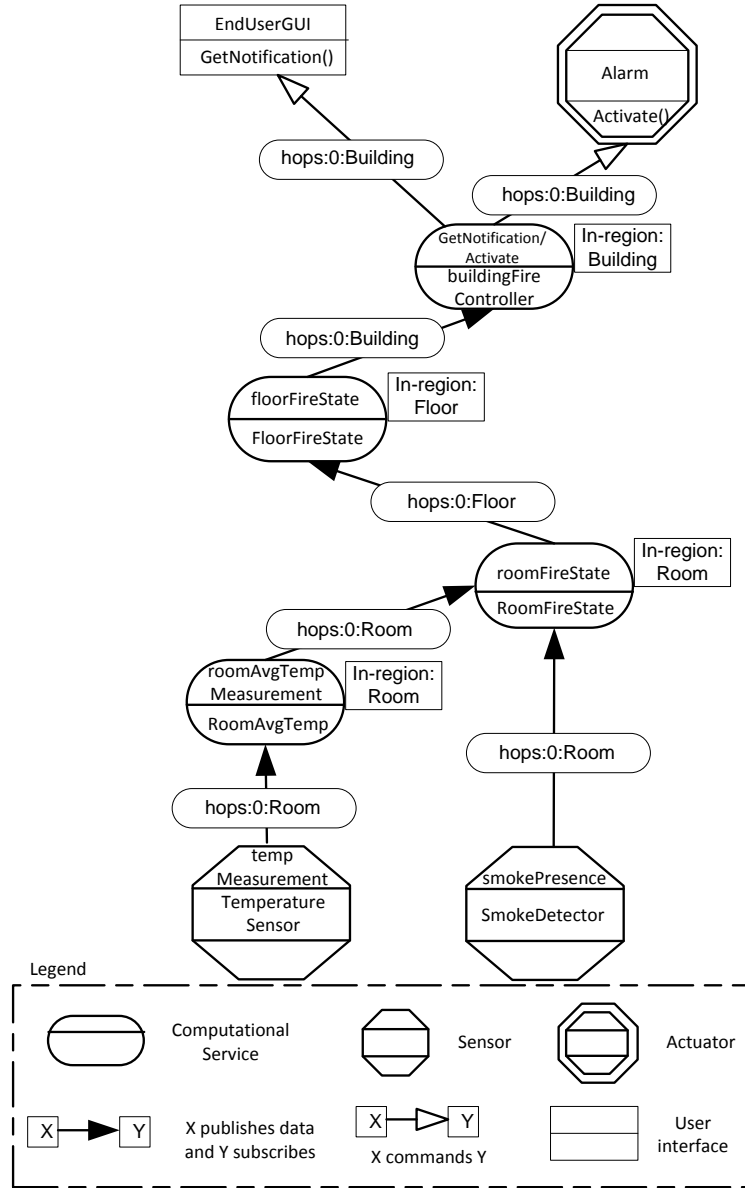 EndUserGUI
GetNotification()
Alarm
Activate()
hops:0:Building
hops:0:Building
GetNotification/
Activate
buildingFire
Controller
In-region:
Building
hops:0:Building
floorFireState
FloorFireState
In-region:
Floor
hops:0:Floor
roomFireState
RoomFireState
In-region:
Room
hops:0:Room
roomAvgTemp
Measurement
RoomAvgTemp
In-region:
Room
hops:0:Room
hops:0:Room
temp
Measurement
Temperature
Sensor
smokePresence
SmokeDetector
Legend
Computational
Service
Sensor
Actuator
X
Y
X publishes data
and Y subscribes
X
Y
X commands Y
User
interface